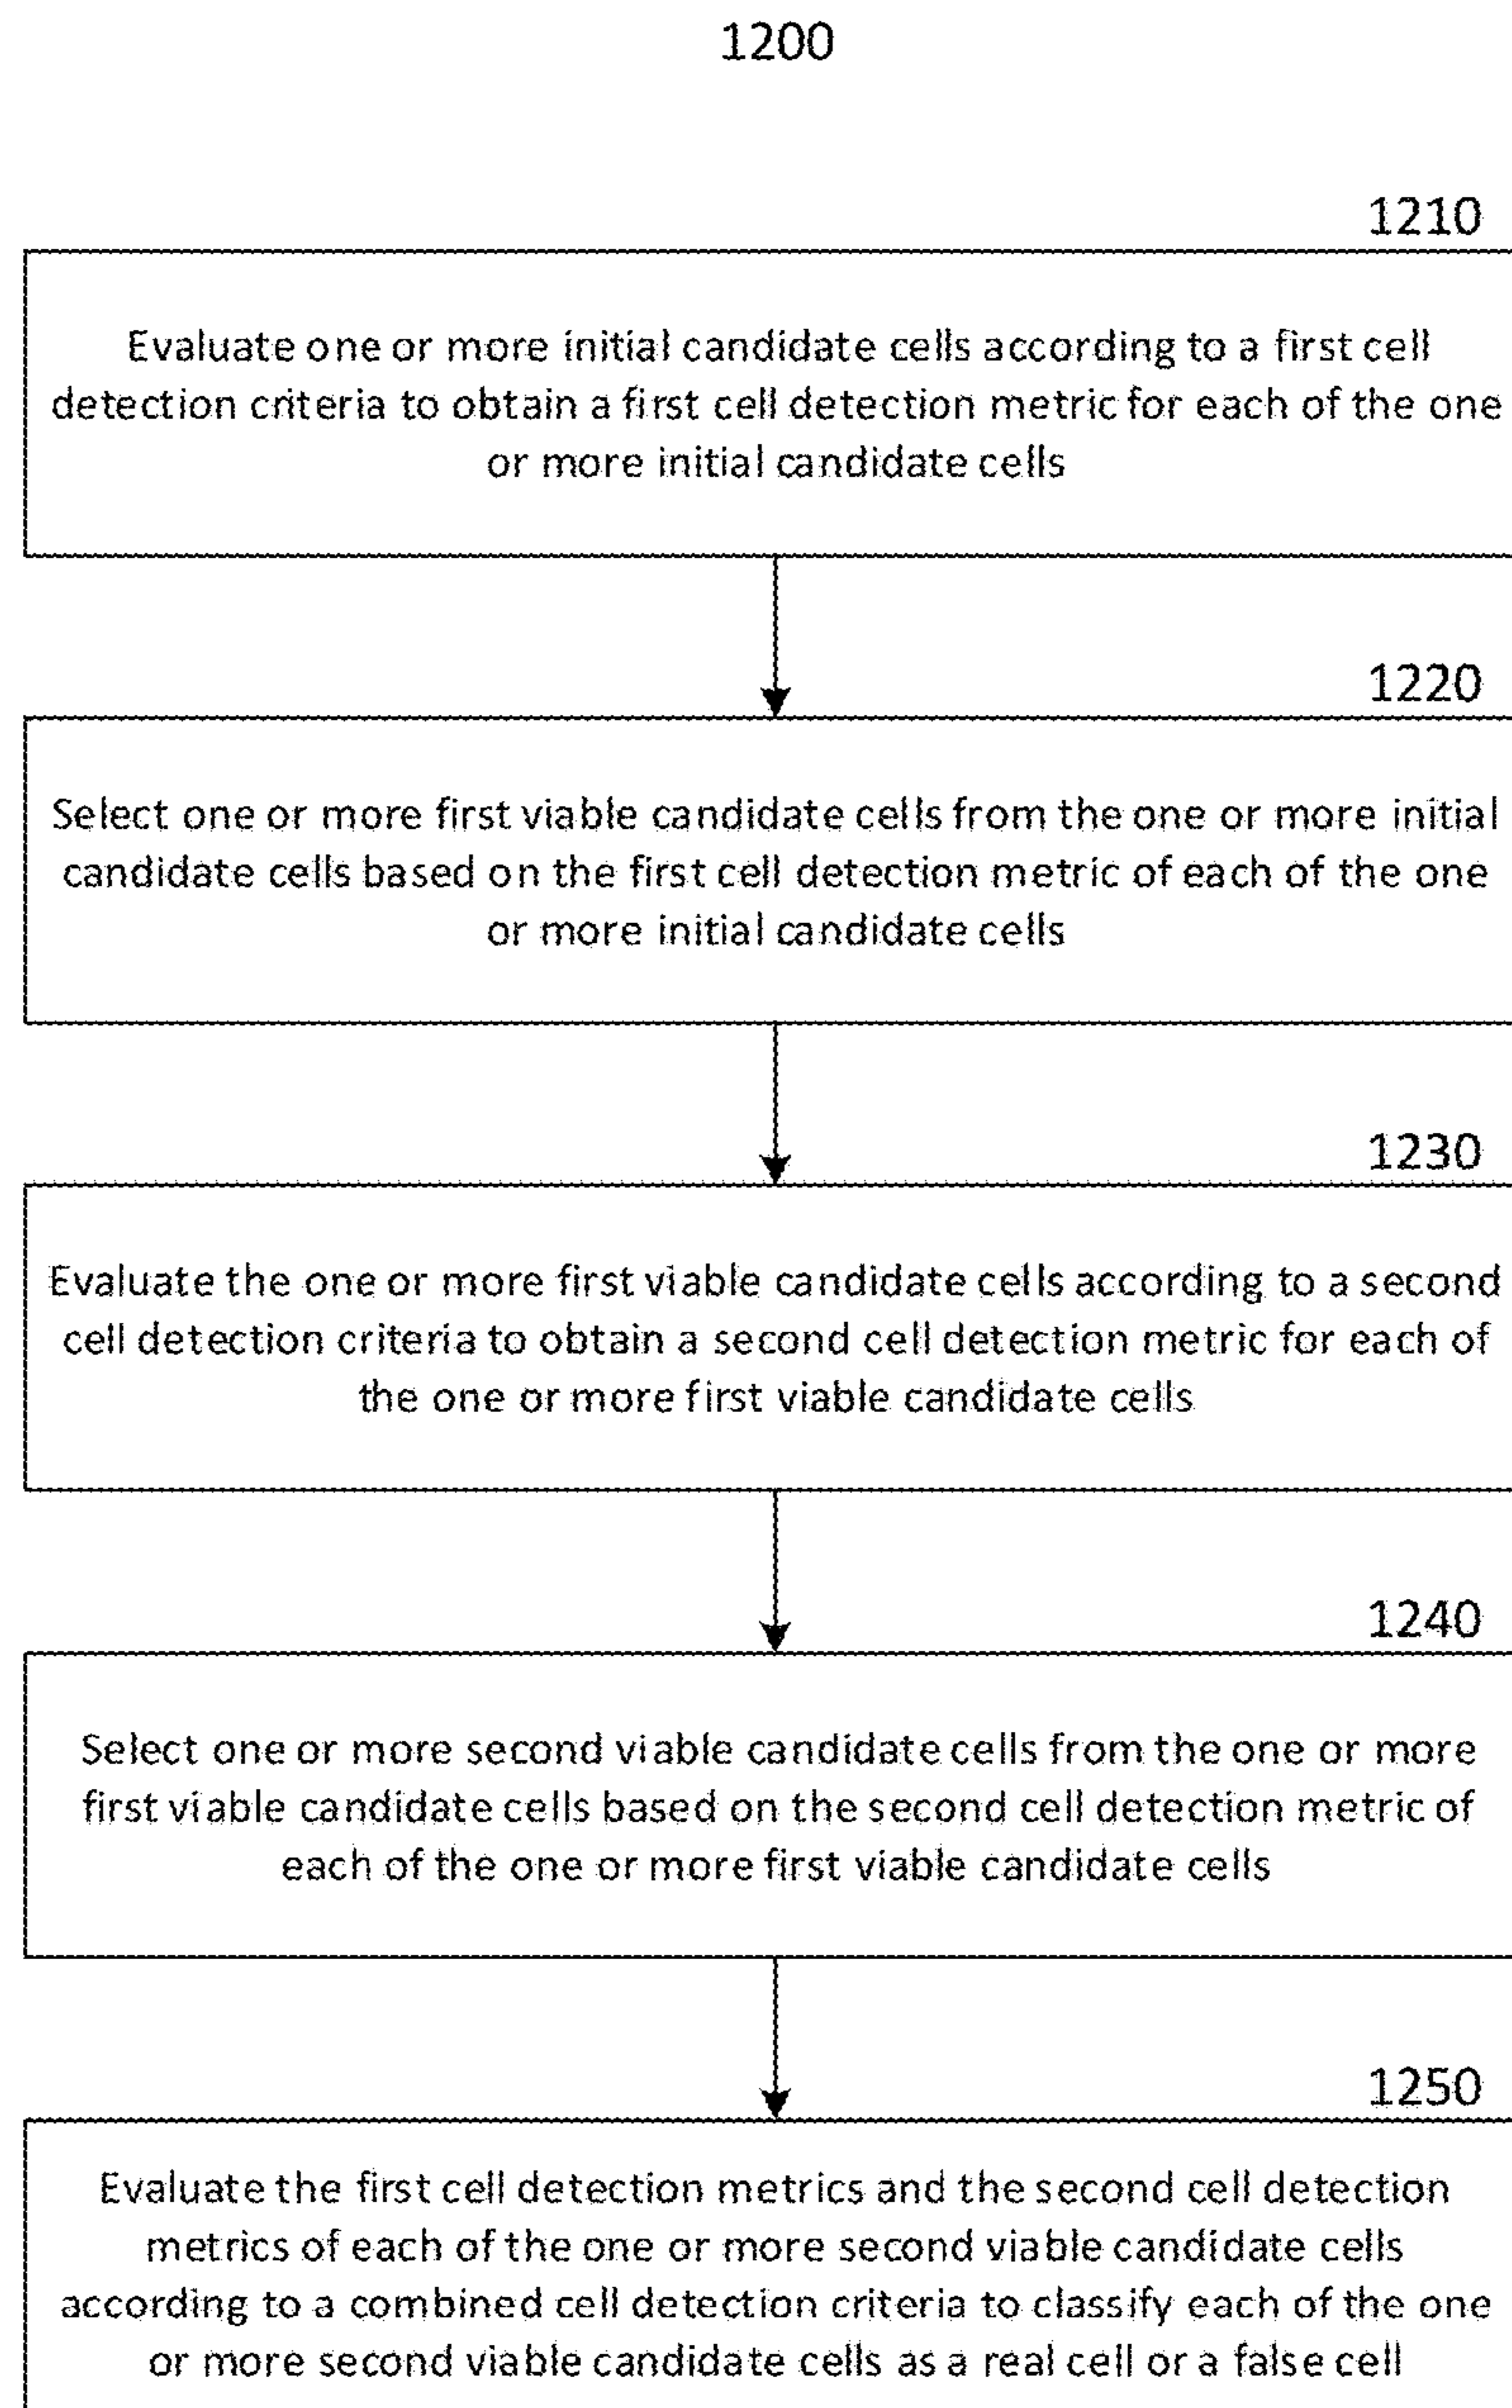 1200
1210
Evaluate one or more initial candidate cells according to a first cell
detection criteria to obtain a first cell detection metric for each of the one
or more initial candidate cells
1220
Select one or more first viable candidate cells from the one or more initial
candidate cells based on the first cell detection metric of each of the one
or more initial candidate cells
1230
Evaluate the one or more first viable candidate cells according to a second
cell detection criteria to obtain a second cell detection metric for each of
the one or more first viable candidate cells
1240
Select one or more second viable candidate cells from the one or more
first viable candidate cells based on the second cell detection metric of
each of the one or more first viable candidate cells
1250
Evaluate the first cell detection metrics and the second cell detection
metrics of each of the one or more second viable candidate cells
according to a combined cell detection criteria to classify each of the one
or more second viable candidate cells as a real cell or a false cell